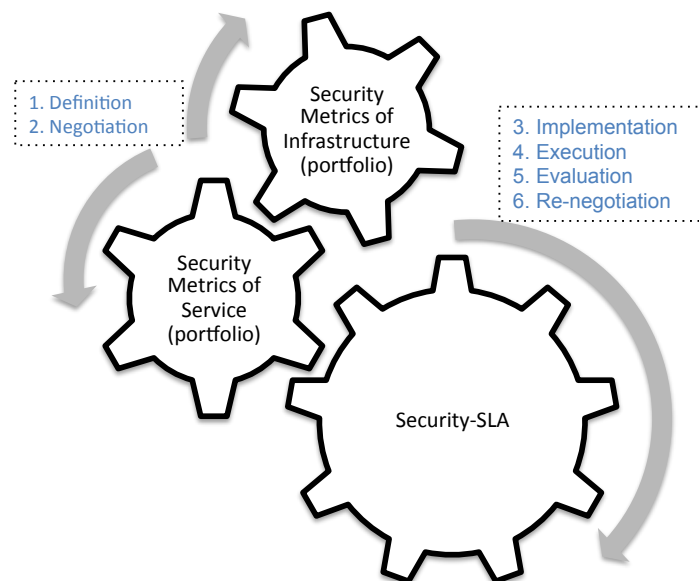 1. Definition
2. Negotiation
Security
Metrics of
Infrastructure
(portfolio)
3. Implementation
4. Execution
5. Evaluation
6. Re-negotiation
Security
Metrics of
Service
(portfolio)
Security-SLA